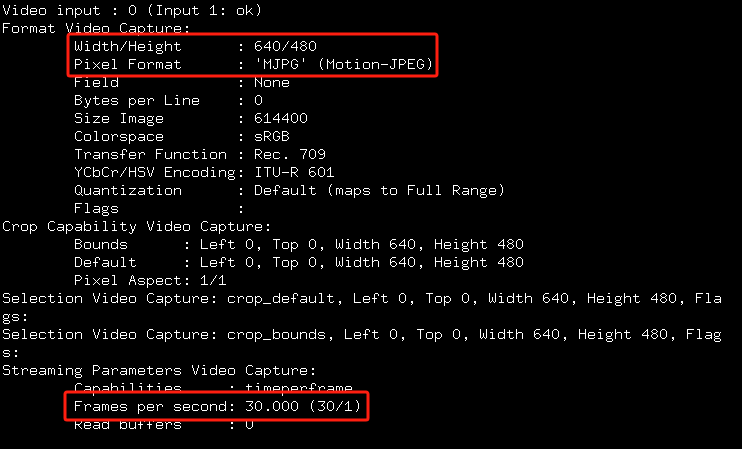 Video input : 0 (Input 1: ok)
Format Video Capture:
Width/Height      : 640/480
Pixel Format      : 'MJPG' (Motion-JPEG)
Field             : None
Bytes per Line    : 0
Size Image        : 614400
Colorspace        : sRGB
Transfer Function : Rec. 709
YCbCr/HSV Encoding: ITU-R 601
Quantization      : Default (maps to Full Range)
Flags             :
Crop Capability Video Capture:
Bounds      : Left 0, Top 0, Width 640, Height 480
Default     : Left 0, Top 0, Width 640, Height 480
Pixel Aspect: 1/1
Selection Video Capture: crop_default, Left 0, Top 0, Width 640, Height 480, Fla
gs:
Selection Video Capture: crop_bounds, Left 0, Top 0, Width 640, Height 480, Flag
s:
Streaming Parameters Video Capture:
Capabilities     : timeperframe
Frames per second: 30.000 (30/1)
Read buffers     : 0